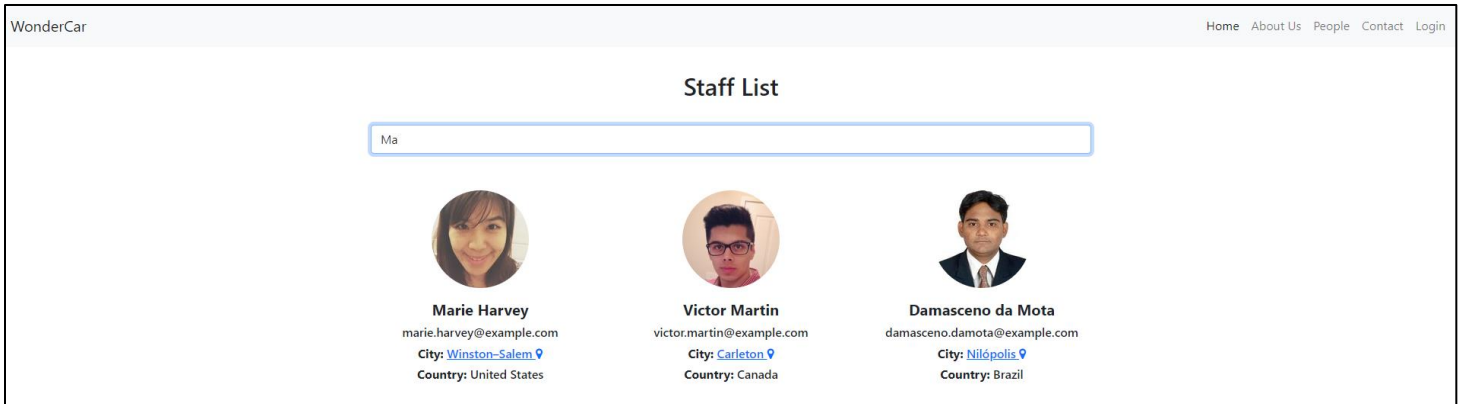 WonderCar Home About Us People Contact Login
Staff List
Ma
Marie Harvey
marie.harvey@example.com
City: Winston–Salem
Country: United States
Victor Martin
victor.martin@example.com
City: Carleton
Country: Canada
Damasceno da Mota
damasceno.damota@example.com
City: Nilópolis
Country: Brazil